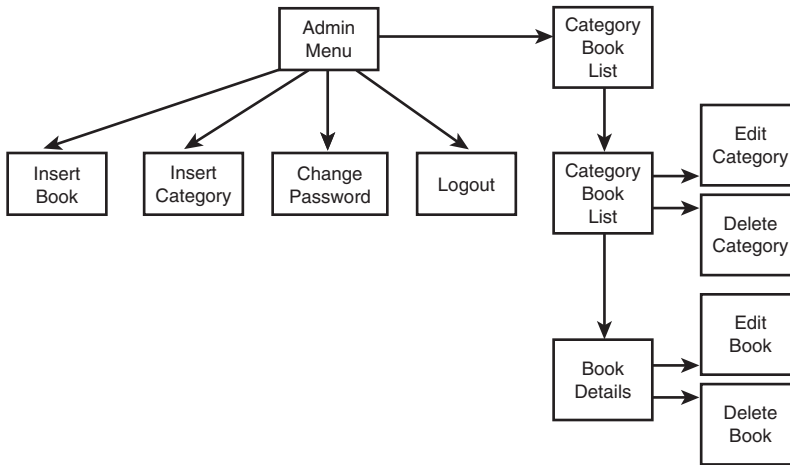 Admin
Menu
Category
Book
List
Insert
Book
Insert
Category
Change
Password
Logout
Category
Book
List
Edit
Category
Delete
Category
Book
Details
Edit
Book
Delete
Book